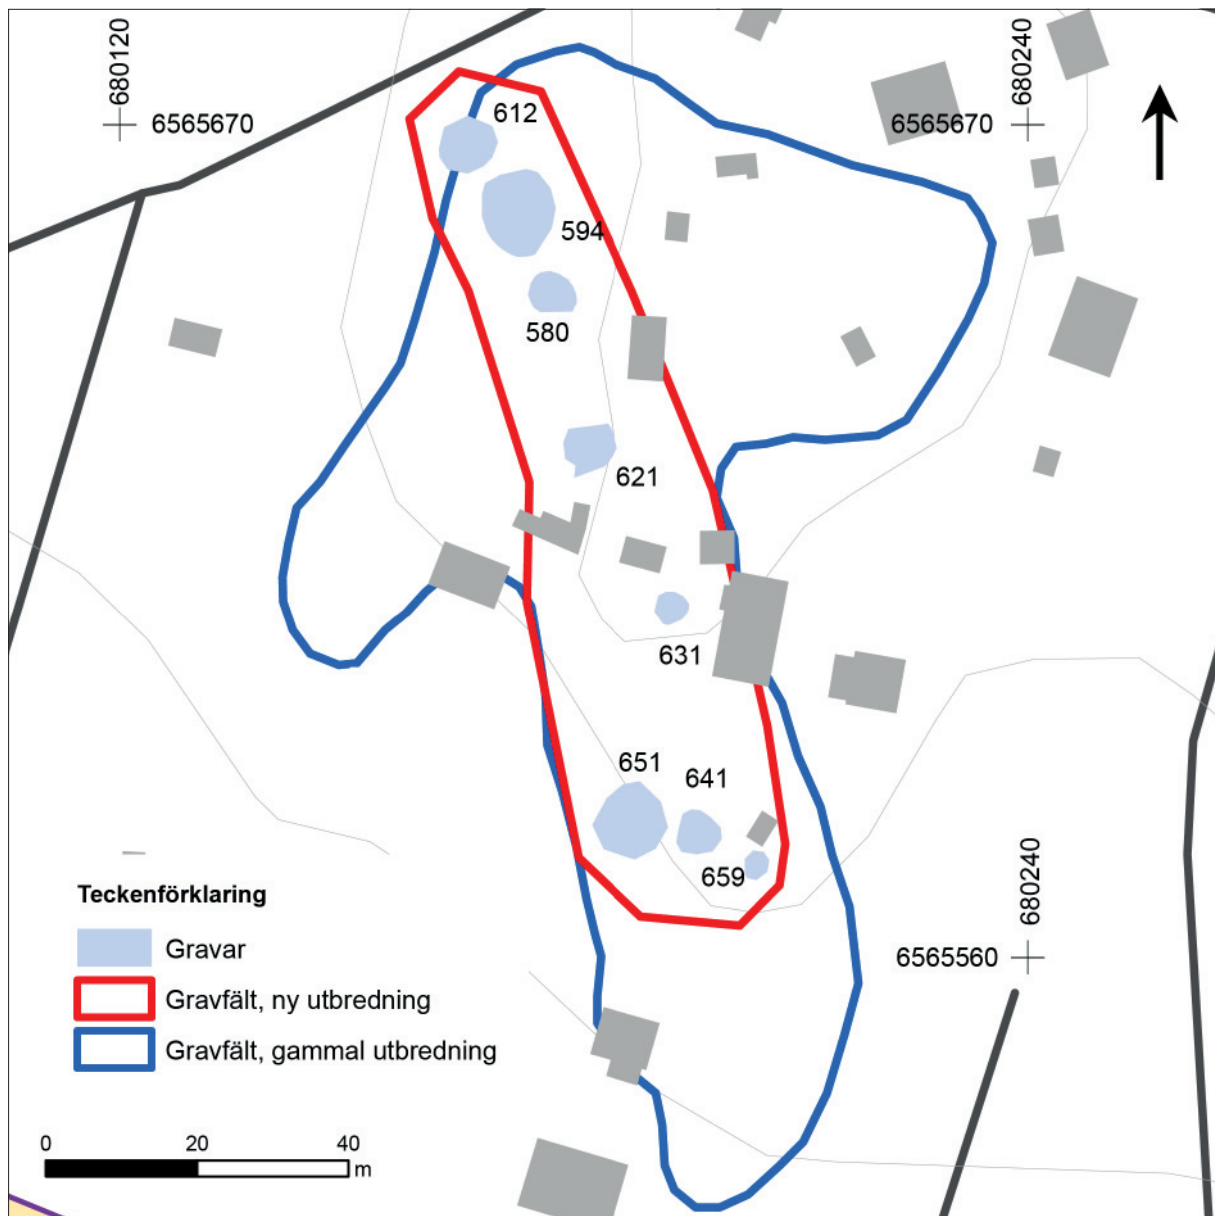 680120
680240
6565670
6565670
612
594
580
621
631
651
641
659
680240
6565560
Teckenförklaring
Gravar
Gravfält, ny utbredning
Gravfält, gammal utbredning
0 20 40
m